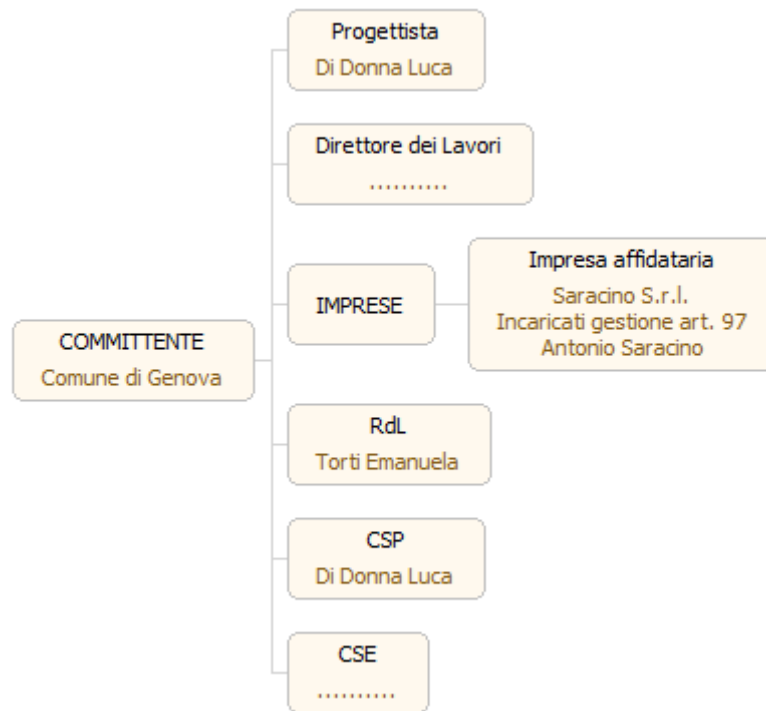 Progettista
Di Donna Luca
Direttore dei Lavori
..........
IMPRESE
Impresa affidataria
Saracino S.r.l.
Incaricati gestione art. 97
Antonio Saracino
COMMITTENTE
Comune di Genova
RdL
Torti Emanuela
CSP
Di Donna Luca
CSE
..........